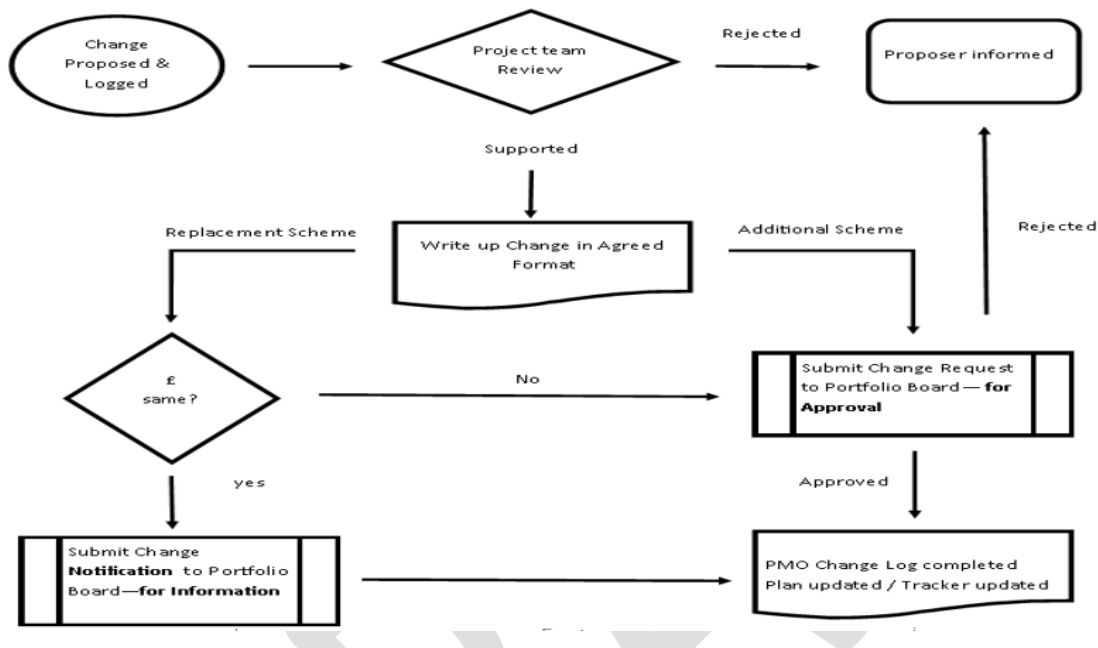 Change
Proposed &
Logged
Project team
Review
Rejected
Proposer informed
Supported
Replacement Scheme
Write up Change in Agreed
Format
Additional Scheme
Rejected
£
same?
No
Submit Change Request
to Portfolio Board— for
Approval
yes
Approved
Submit Change
Notification to Portfolio
Board—for Information
PMO Change Log completed
Plan updated / Tracker updated